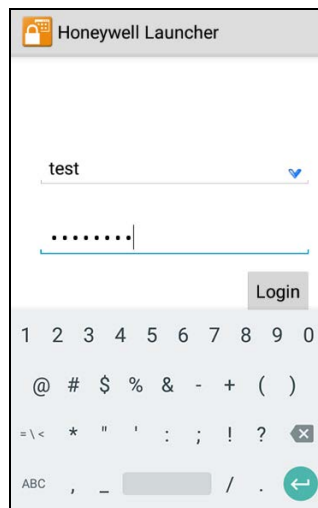 Honeywell Launcher
test
••••••••
Login
1 2 3 4 5 6 7 8 9 0
@ # $ % & - + ( )
= \ < * " ' : ; ! ?
ABC , _ / .